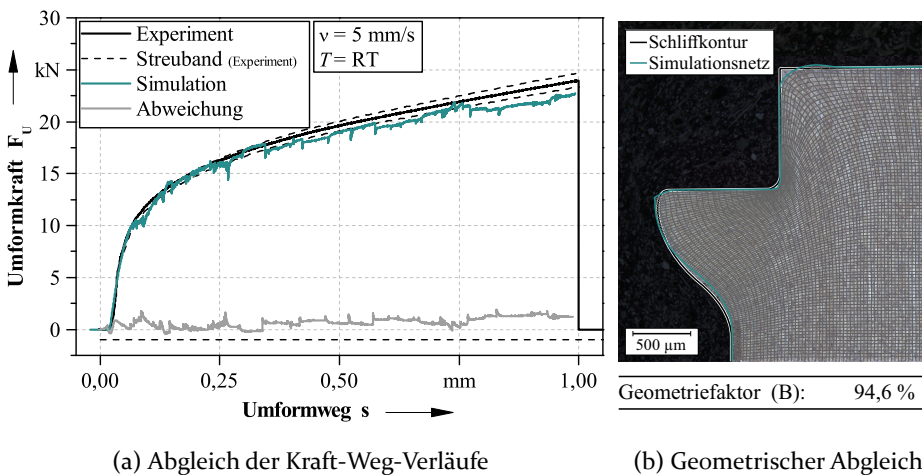 30
kN
20
15
10
5
0
Umformkraft F_U
Experiment
Streuband (Experiment)
Simulation
Abweichung
ν = 5 mm/s
T = RT
0,00
0,25
0,50
mm
1,00
Umformweg s
(a) Abgleich der Kraft-Weg-Verläufe
Schliffkontur
Simulationsnetz
500 µm
Geometriefaktor (B): 94,6 %
(b) Geometrischer Abgleich